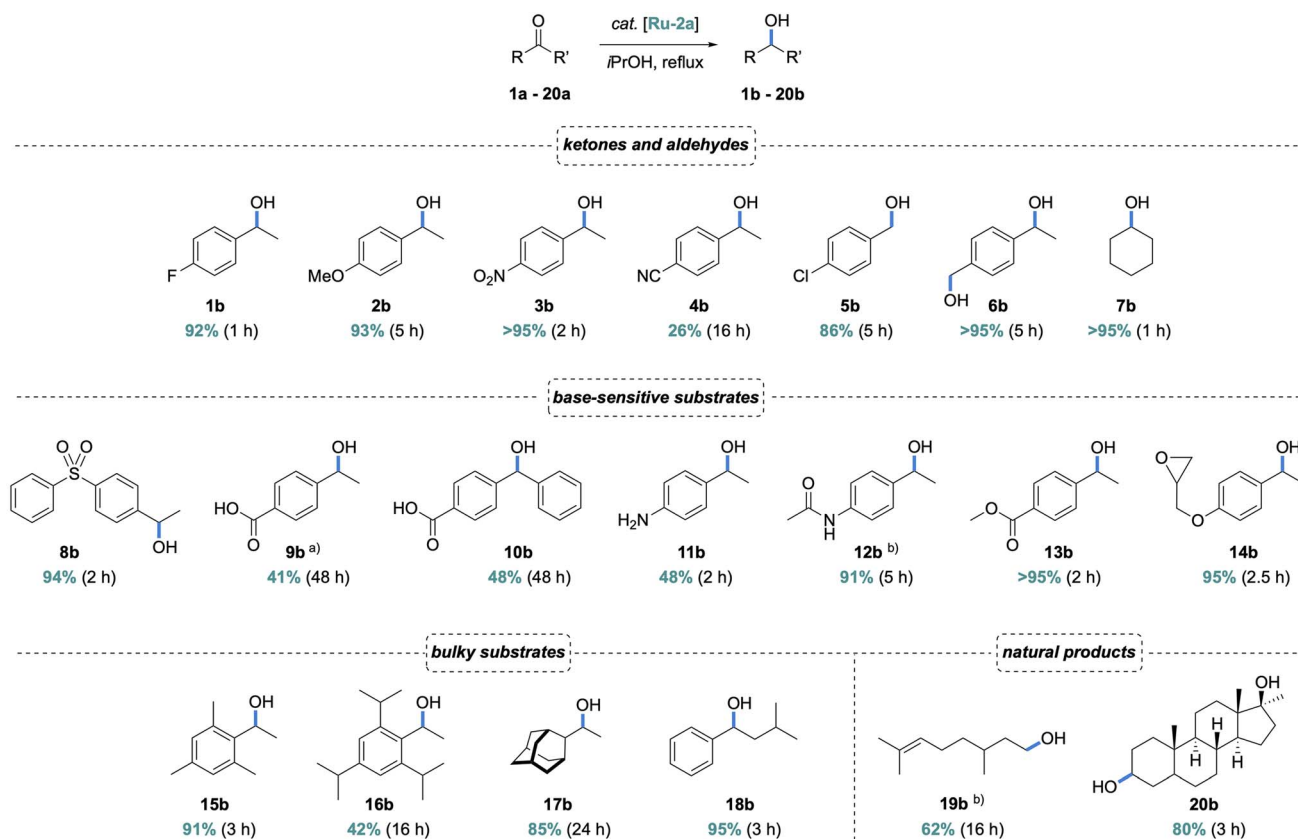 O
OH
cat. [Ru-2a]
R R'
iPrOH, reflux
R R'
1a - 20a
1b - 20b
ketones and aldehydes
OH OH OH OH OH OH OH
F MeO O2N NC Cl OH
1b 2b 3b 4b 5b 6b 7b
92% (1 h) 93% (5 h) >95% (2 h) 26% (16 h) 86% (5 h) >95% (5 h) >95% (1 h)
base-sensitive substrates
O O
S
OH
OH
HO
O
OH
HO
O
OH
H2N
OH
O
N
H
OH
O
O
OH
O
O
OH
8b 9b a) 10b 11b 12b b) 13b 14b
94% (2 h) 41% (48 h) 48% (48 h) 48% (2 h) 91% (5 h) >95% (2 h) 95% (2.5 h)
bulky substrates
natural products
OH OH OH OH
OH
OH
H H H
HO
15b 16b 17b 18b 19b b) 20b
91% (3 h) 42% (16 h) 85% (24 h) 95% (3 h) 62% (16 h) 80% (3 h)